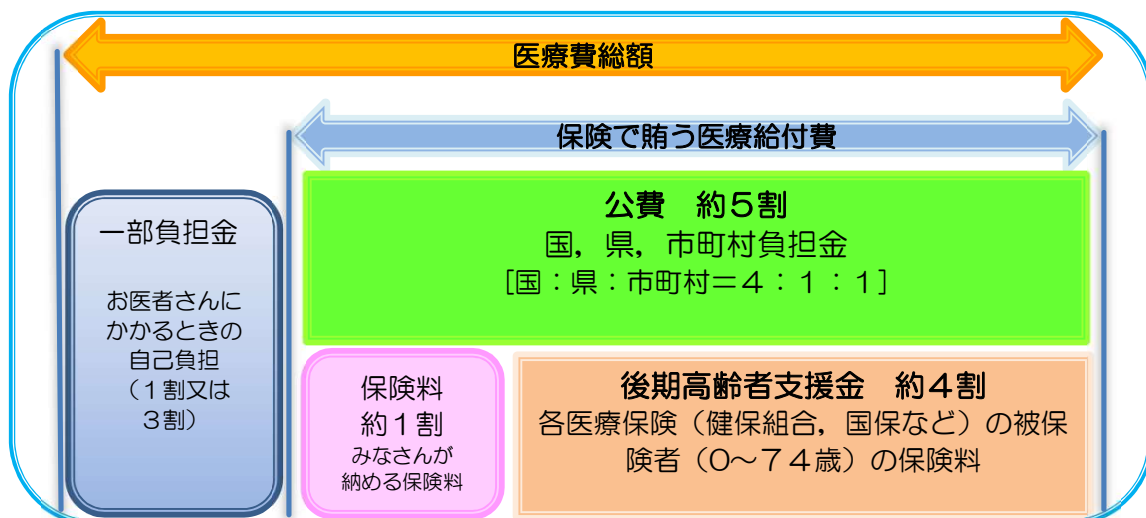 医療費総額
保険で賄う医療給付費
一部負担金
お医者さんに
かかるときの
自己負担
（１割又は
３割）
公費　約５割
国，県，市町村負担金
［国：県：市町村＝４：１：１］
保険料
約１割
みなさんが
納める保険料
後期高齢者支援金　約４割
各医療保険（健保組合，国保など）の被保
険者（０～７４歳）の保険料